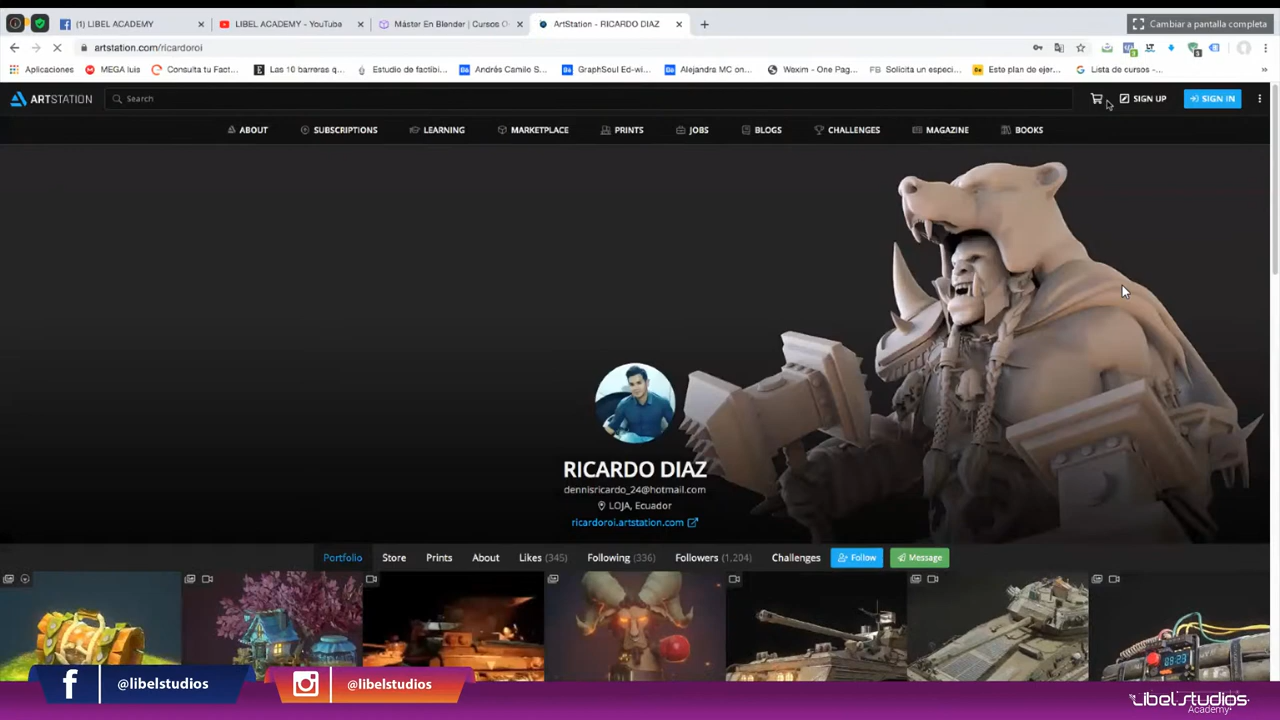 (1) LIBEL ACADEMY
LIBEL ACADEMY - YouTube
Máster En Blender | Cursos O
ArtStation - RICARDO DIAZ
Cambiar a pantalla completa
artstation.com/ricardoroi
Aplicaciones
MEGA luis
Consulta tu Fact...
Las 10 barreras q...
Estudio de factibi...
Andrés Camilo S...
GraphSoul Ed-wi...
Alejandra MC on...
Wexim - One Pag...
FB Solicita un especi...
Este plan de ejer...
Lista de cursos -...
»
ARTSTATION
Search
SIGN UP
SIGN IN
ABOUT
SUBSCRIPTIONS
LEARNING
MARKETPLACE
PRINTS
JOBS
BLOGS
CHALLENGES
MAGAZINE
BOOKS
RICARDO DIAZ
dennisricardo_24@hotmail.com
LOJA, Ecuador
ricardoroi.artstation.com
Portfolio
Store
Prints
About
Likes (345)
Following (336)
Followers (1,204)
Challenges
Follow
Message
@libelstudios
@libelstudios
Libel Studios
Academy